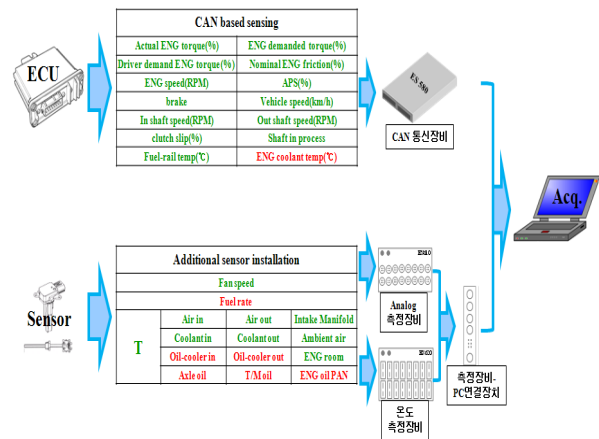 CAN based sensing
Actual ENG torque(%) ENG demanded torque(%)
Driver demand ENG torque(%) Nominal ENG friction(%)
ENG speed(RPM) APS(%)
brake Vehicle speed(km/h)
In shaft speed(RPM) Out shaft speed(RPM)
clutch slip(%) Shaft in process
Fuel-rail temp(℃) ENG coolant temp(℃)
ECU
ES-580
CAN 통신장비
Acq.
Additional sensor installation
Fan speed
Fuel rate
T
Air in Air out Intake Manifold
Coolant in Coolant out Ambient air
Oil-cooler in Oil-cooler out ENG room
Axle oil T/M oil ENG oil PAN
Sensor
Analog
측정장비
온도
측정장비
측정장비-
PC연결장치